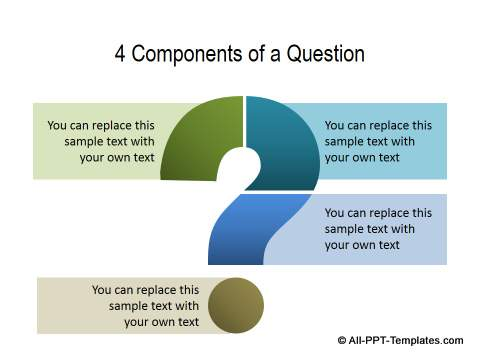 4 Components of a Question
You can replace this
sample text with
your own text
You can replace this
sample text with
your own text
You can replace this
sample text with
your own text
You can replace this
sample text with
your own text
© All-PPT-Templates.com